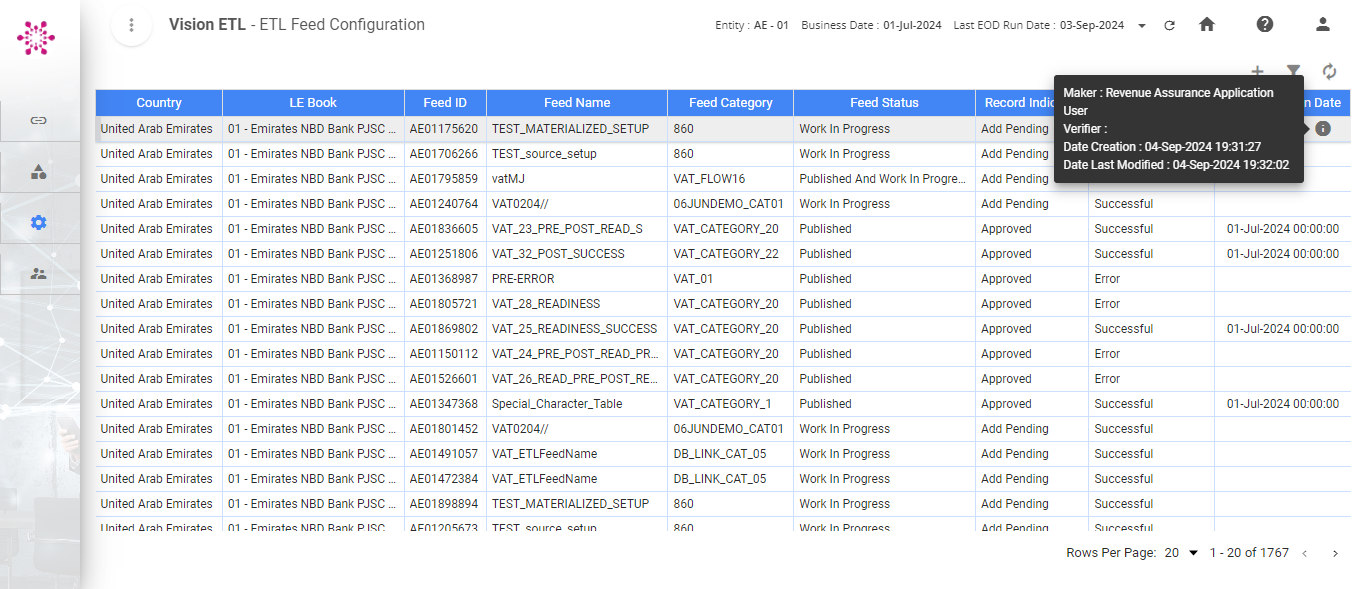 Vision ETL - ETL Feed Configuration
Entity : AE - 01 Business Date : 01-Jul-2024 Last EOD Run Date : 03-Sep-2024
Country LE Book Feed ID Feed Name Feed Category Feed Status Record Indic n Date
Maker : Revenue Assurance Application
User
Verifier :
Date Creation : 04-Sep-2024 19:31:27
Date Last Modified : 04-Sep-2024 19:32:02
United Arab Emirates 01 - Emirates NBD Bank PJSC ... AE01175620 TEST_MATERIALIZED_SETUP 860 Work In Progress Add Pending
United Arab Emirates 01 - Emirates NBD Bank PJSC ... AE01706266 TEST_source_setup 860 Work In Progress Add Pending
United Arab Emirates 01 - Emirates NBD Bank PJSC ... AE01795859 vatMJ VAT_FLOW16 Published And Work In Progre... Add Pending
United Arab Emirates 01 - Emirates NBD Bank PJSC ... AE01240764 VAT0204// 06JUNDEMO_CAT01 Work In Progress Add Pending Successful
United Arab Emirates 01 - Emirates NBD Bank PJSC ... AE01836605 VAT_23_PRE_POST_READ_S VAT_CATEGORY_20 Published Approved Successful 01-Jul-2024 00:00:00
United Arab Emirates 01 - Emirates NBD Bank PJSC ... AE01251806 VAT_32_POST_SUCCESS VAT_CATEGORY_22 Published Approved Successful 01-Jul-2024 00:00:00
United Arab Emirates 01 - Emirates NBD Bank PJSC ... AE01368987 PRE-ERROR VAT_01 Published Approved Error
United Arab Emirates 01 - Emirates NBD Bank PJSC ... AE01805721 VAT_28_READINESS VAT_CATEGORY_20 Published Approved Error
United Arab Emirates 01 - Emirates NBD Bank PJSC ... AE01869802 VAT_25_READINESS_SUCCESS VAT_CATEGORY_20 Published Approved Successful 01-Jul-2024 00:00:00
United Arab Emirates 01 - Emirates NBD Bank PJSC ... AE01150112 VAT_24_PRE_POST_READ_PR... VAT_CATEGORY_20 Published Approved Error
United Arab Emirates 01 - Emirates NBD Bank PJSC ... AE01526601 VAT_26_READ_PRE_POST_RE... VAT_CATEGORY_20 Published Approved Error
United Arab Emirates 01 - Emirates NBD Bank PJSC ... AE01347368 Special_Character_Table VAT_CATEGORY_1 Published Approved Successful 01-Jul-2024 00:00:00
United Arab Emirates 01 - Emirates NBD Bank PJSC ... AE01801452 VAT0204// 06JUNDEMO_CAT01 Work In Progress Add Pending Successful
United Arab Emirates 01 - Emirates NBD Bank PJSC ... AE01491057 VAT_ETLFeedName DB_LINK_CAT_05 Work In Progress Add Pending Successful
United Arab Emirates 01 - Emirates NBD Bank PJSC ... AE01472384 VAT_ETLFeedName DB_LINK_CAT_05 Work In Progress Add Pending Successful
United Arab Emirates 01 - Emirates NBD Bank PJSC ... AE01898894 TEST_MATERIALIZED_SETUP 860 Work In Progress Add Pending Successful
United Arab Emirates 01 - Emirates NBD Bank PJSC ... AE01205673 TEST_source_setup 860 Work In Progress Add Pending Successful
Rows Per Page: 20 1 - 20 of 1767